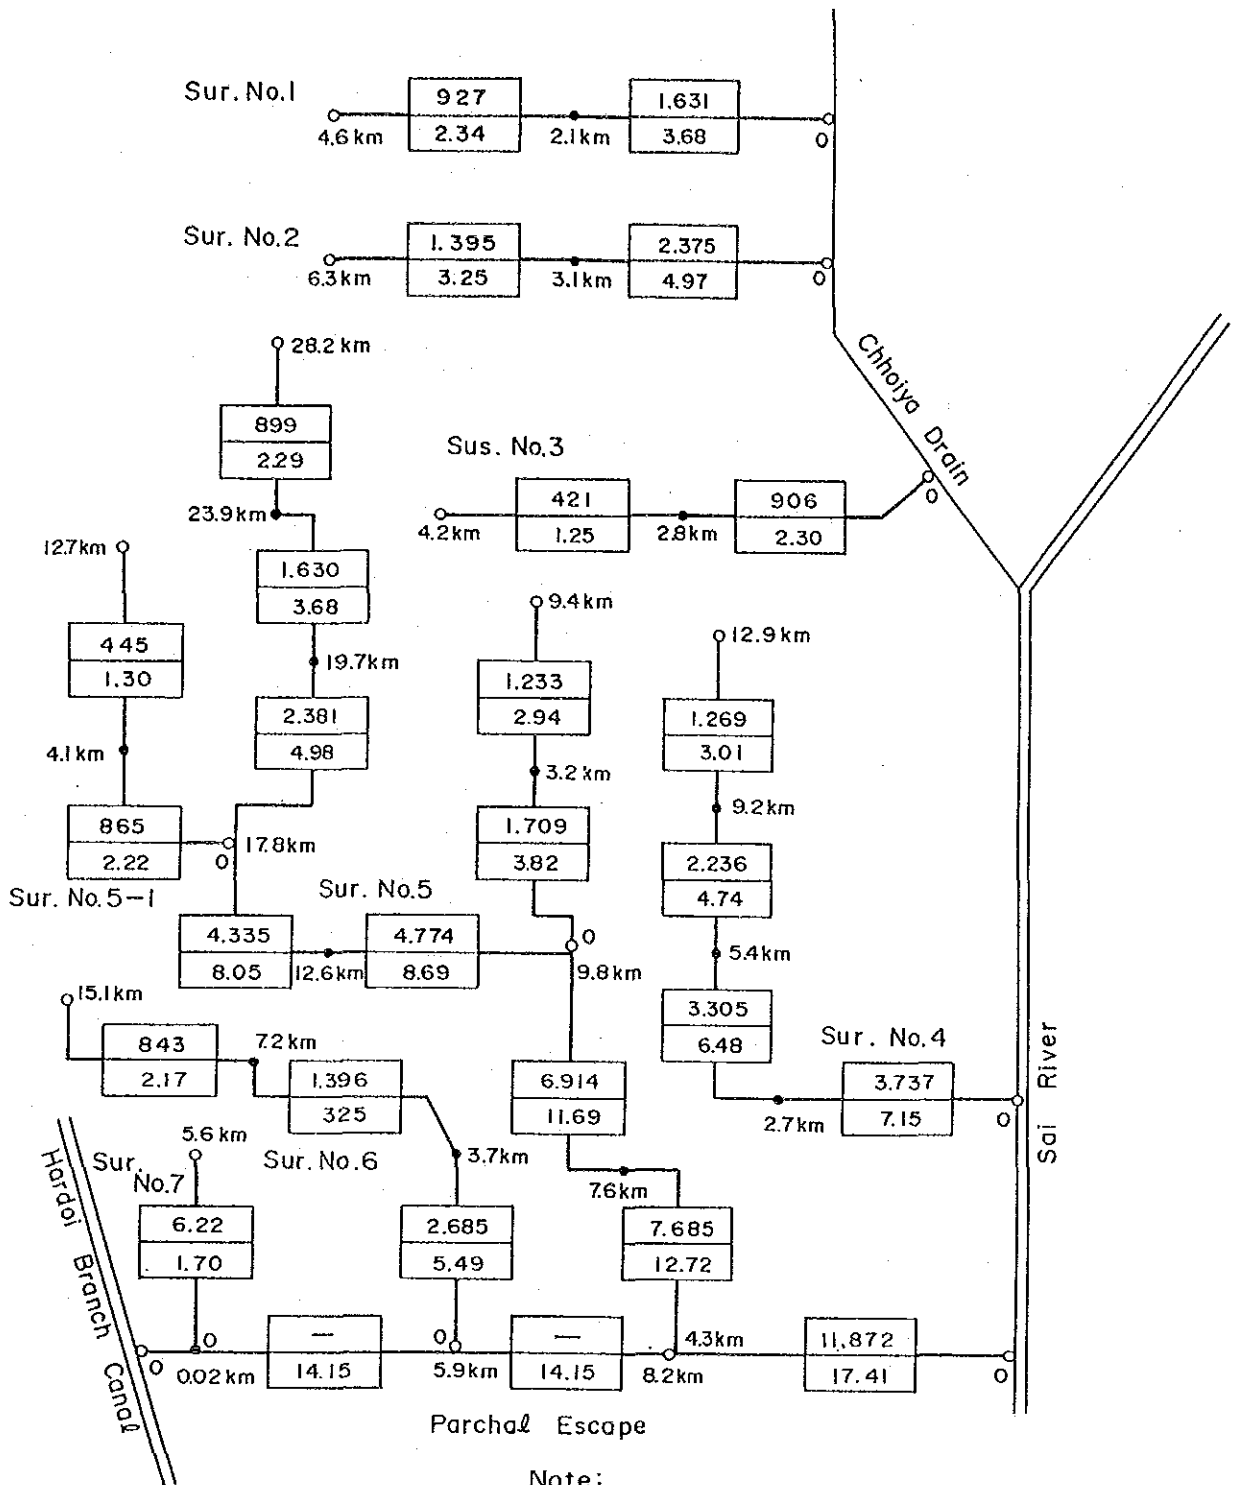 Sur. No.1
927
2.34
1.631
3.68
4.6 km
2.1 km
0
Sur. No.2
1.395
3.25
2.375
4.97
6.3 km
3.1 km
0
Chhoiya Drain
28.2 km
899
2.29
23.9 km
Sus. No.3
421
1.25
906
2.30
4.2 km
2.8 km
0
12.7 km
445
1.30
4.1 km
865
2.22
0
Sur. No.5-1
1.630
3.68
19.7 km
2.381
4.98
17.8 km
9.4 km
1.233
2.94
3.2 km
1.709
3.82
0
9.8 km
12.9 km
1.269
3.01
9.2 km
2.236
4.74
5.4 km
3.305
6.48
2.7 km
Sur. No.4
3.737
7.15
0
Sai River
Sur. No.5
4.335
8.05
12.6 km
4.774
8.69
15.1 km
843
2.17
7.2 km
1.396
325
Sur. No.6
3.7 km
2.685
5.49
0
6.914
11.69
7.6 km
7.685
12.72
4.3 km
Hardoi Branch Canal
Sur.
No.7
5.6 km
6.22
1.70
0
0
0.02 km
—
14.15
5.9 km
—
14.15
8.2 km
11,872
17.41
0
Parchal Escape
Note: